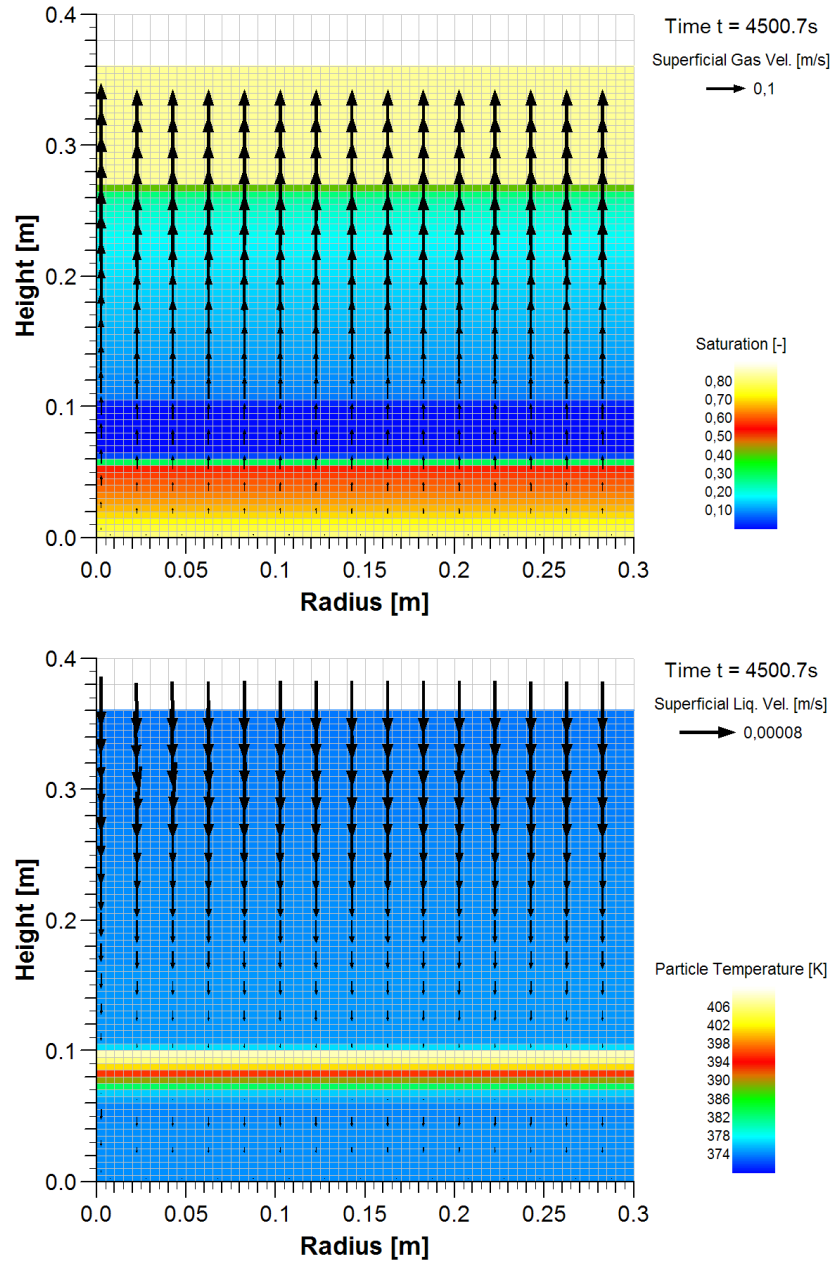 0.4
Time t = 4500.7s
Superficial Gas Vel. [m/s]
0,1
0.3
Height [m]
0.2
Saturation [-]
0,80
0,70
0,60
0,50
0,40
0,30
0,20
0,10
0.1
0.0
0.0 0.05 0.1 0.15 0.2 0.25 0.3
Radius [m]
0.4
Time t = 4500.7s
Superficial Liq. Vel. [m/s]
0,00008
0.3
Height [m]
0.2
Particle Temperature [K]
406
402
398
394
390
386
382
378
374
0.1
0.0
0.0 0.05 0.1 0.15 0.2 0.25 0.3
Radius [m]